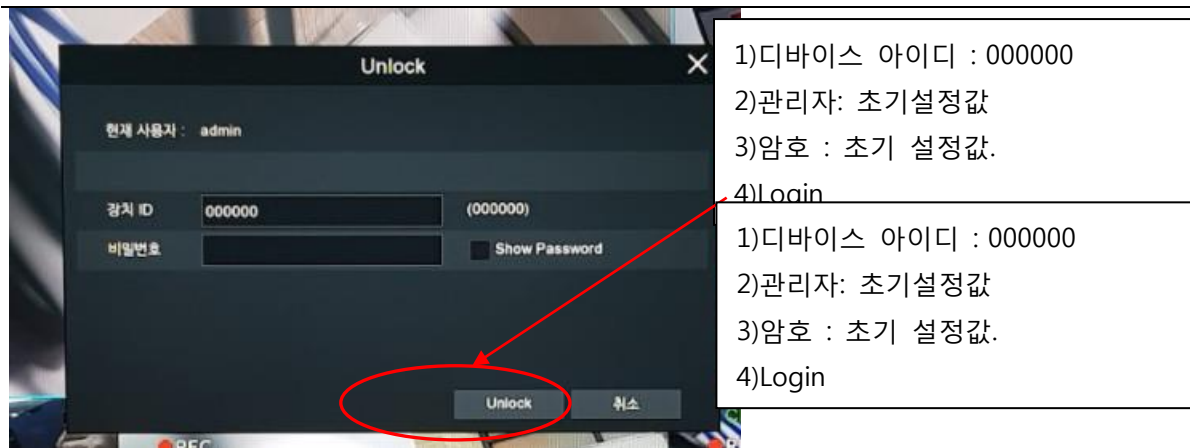 Unlock
현재 사용자 : admin
장치 ID 000000 (000000)
비밀번호 Show Password
Unlock 취소
REC
1)디바이스 아이디 : 000000
2)관리자: 초기설정값
3)암호 : 초기 설정값.
4)Login
1)디바이스 아이디 : 000000
2)관리자: 초기설정값
3)암호 : 초기 설정값.
4)Login